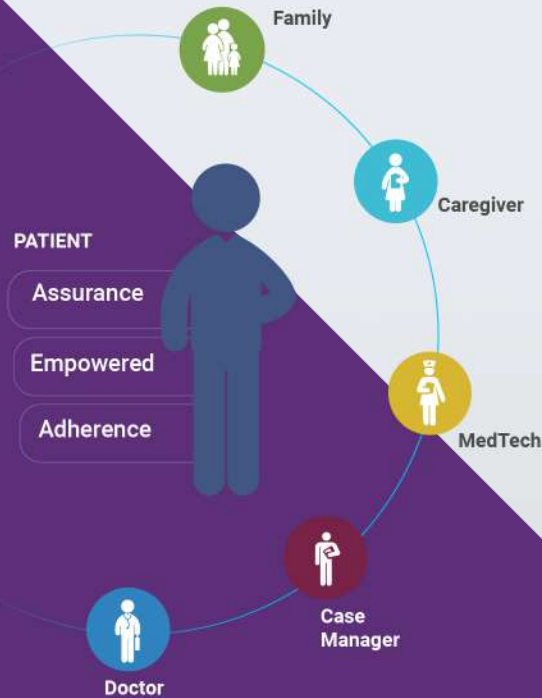 Family
Caregiver
PATIENT
Assurance
Empowered
Adherence
MedTech
Case
Manager
Doctor